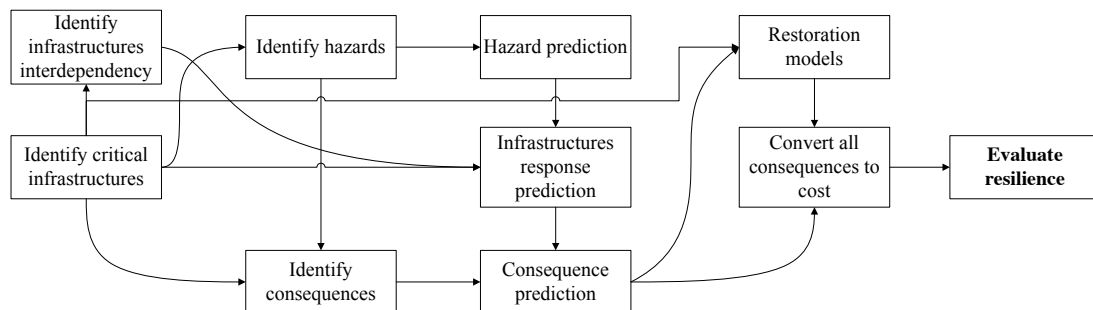 Identify
infrastructures
interdependency
Identify hazards
Hazard prediction
Restoration
models
Identify critical
infrastructures
Infrastructures
response
prediction
Convert all
consequences to
cost
Evaluate
resilience
Identify
consequences
Consequence
prediction